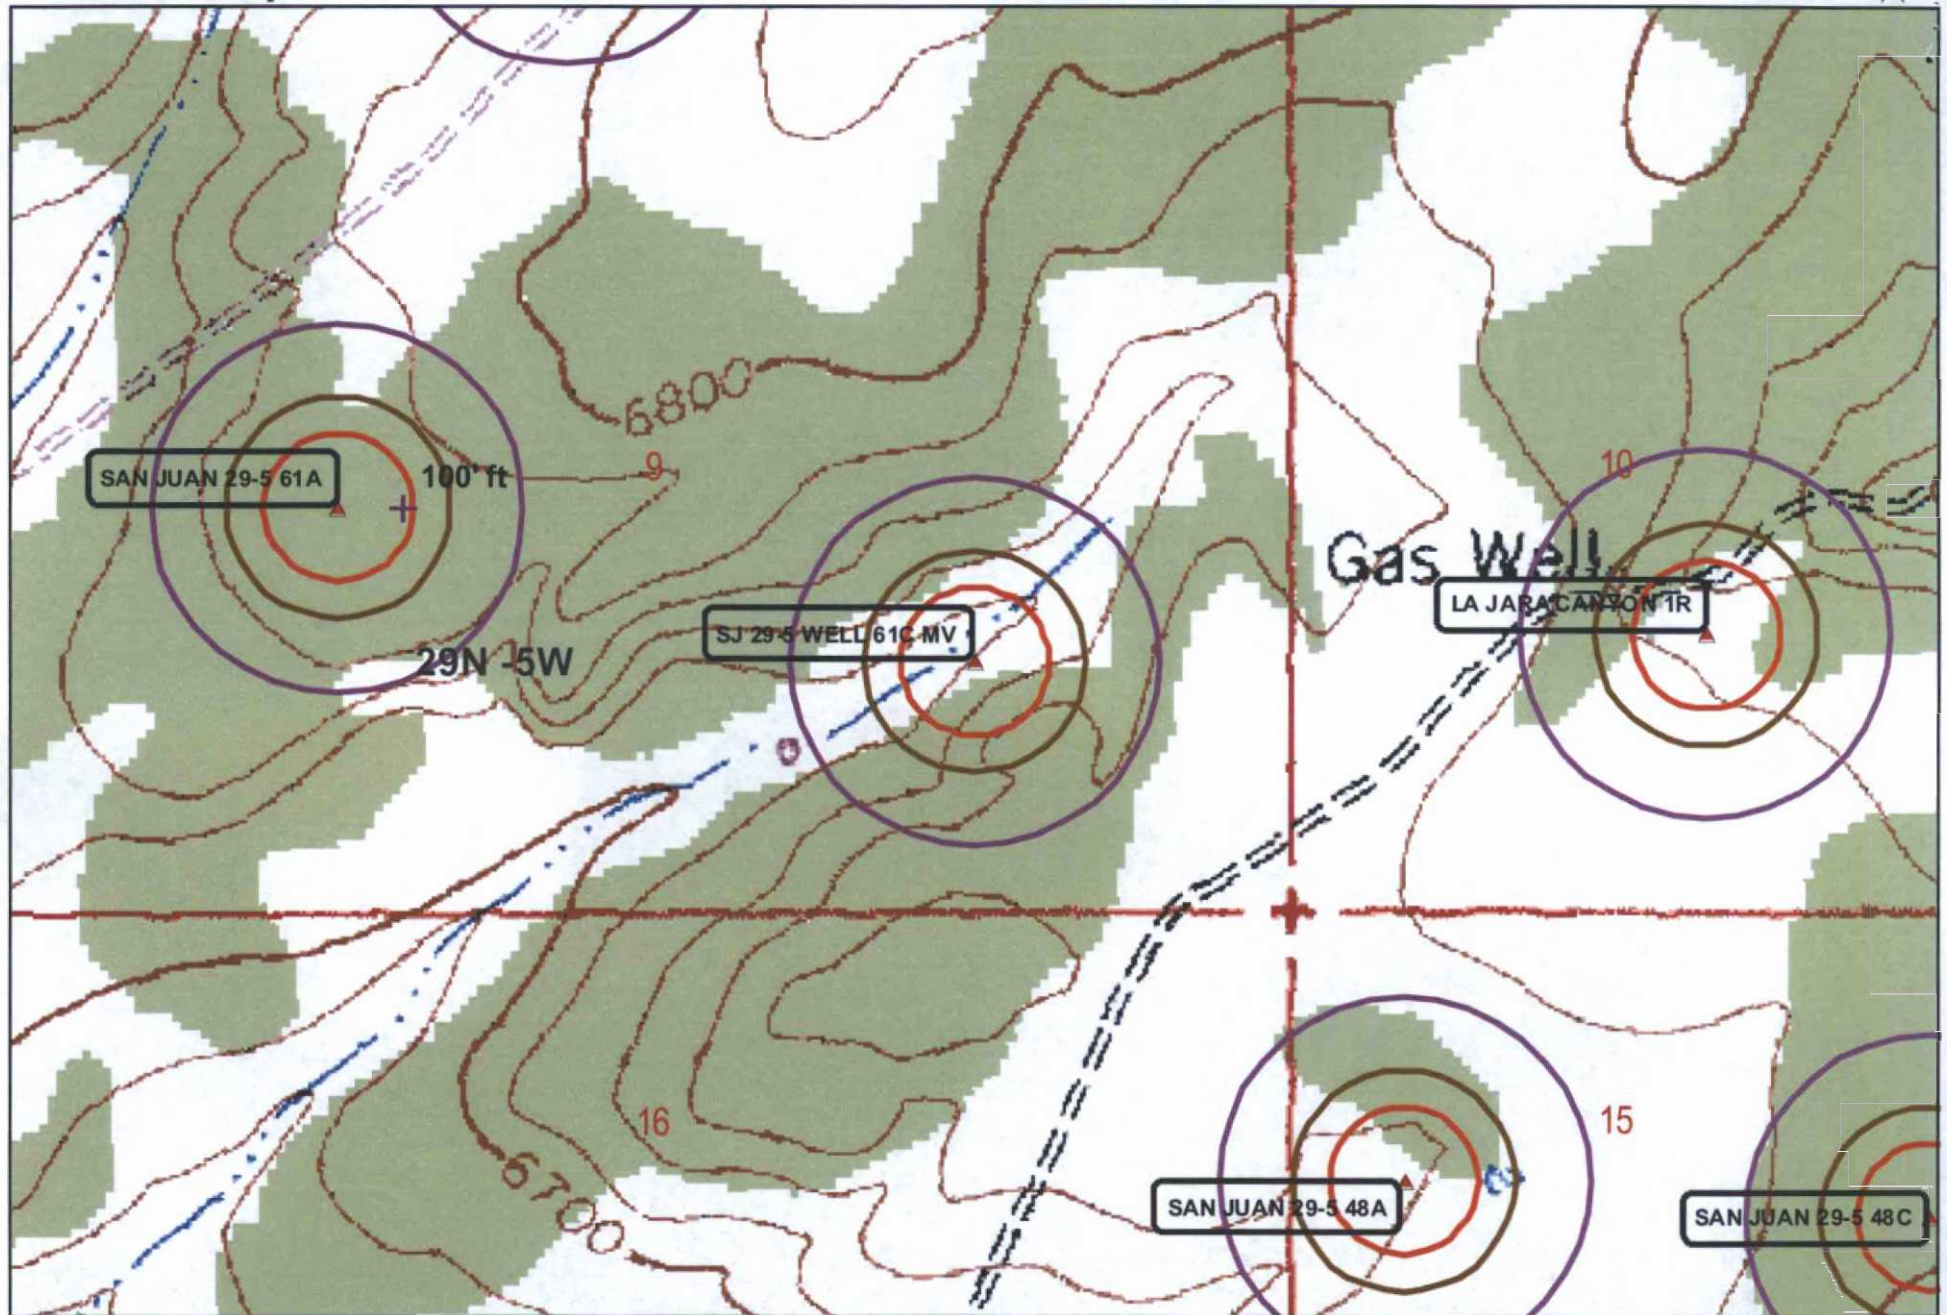 6800
9
10
SAN JUAN 29-5 61A
100' ft
Gas Well
LA JARA CANYON 1R
SJ 29-5 WELL 61C MV
29N -5W
16
15
6700
SAN JUAN 29-5 48A
SAN JUAN 29-5 48C